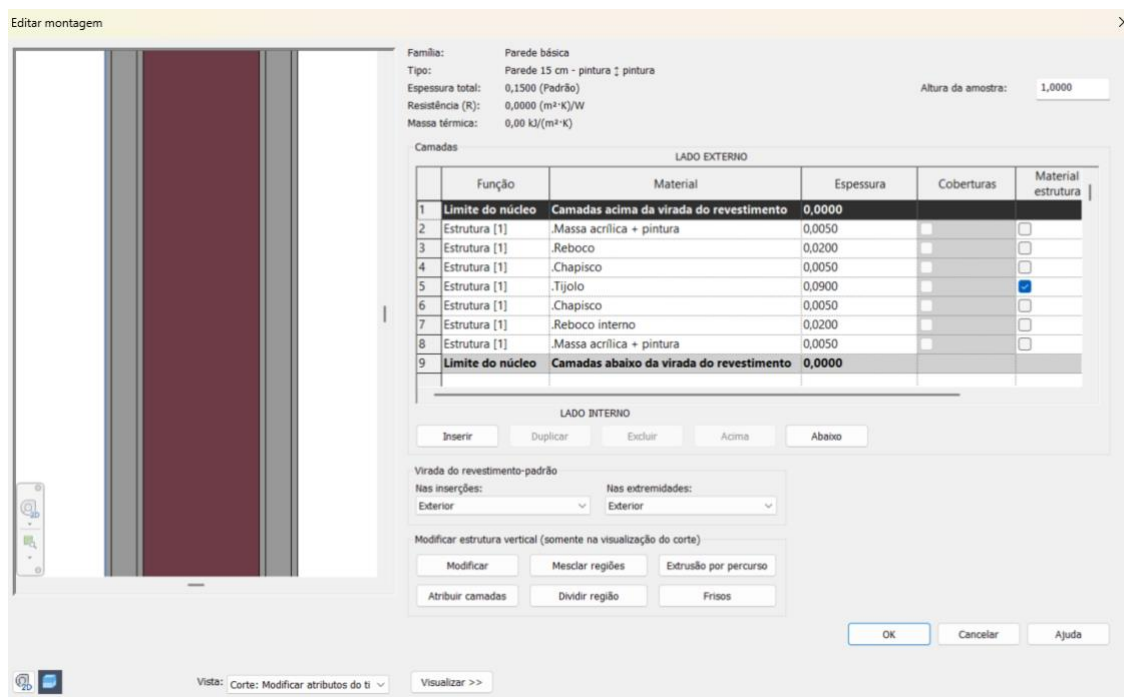 Editar montagem
Família: Parede básica
Tipo: Parede 15 cm - pintura ↕ pintura
Espessura total: 0,1500 (Padrão)
Resistência (R): 0,0000 (m²·K)/W
Massa térmica: 0,00 kJ/(m²·K)
Altura da amostra: 1,0000
Camadas
LADO EXTERNO
Função Material Espessura Coberturas Material estrutura
1 Limite do núcleo Camadas acima da virada do revestimento 0,0000
2 Estrutura [1] .Massa acrílica + pintura 0,0050
3 Estrutura [1] .Reboco 0,0200
4 Estrutura [1] .Chapisco 0,0050
5 Estrutura [1] .Tijolo 0,0900
6 Estrutura [1] .Chapisco 0,0050
7 Estrutura [1] .Reboco interno 0,0200
8 Estrutura [1] .Massa acrílica + pintura 0,0050
9 Limite do núcleo Camadas abaixo da virada do revestimento 0,0000
LADO INTERNO
Inserir Duplicar Excluir Acima Abaixo
Virada do revestimento-padrão
Nas inserções: Nas extremidades:
Exterior Exterior
Modificar estrutura vertical (somente na visualização do corte)
Modificar Mesclar regiões Extrusão por percurso
Atribuir camadas Dividir região Frisos
OK Cancelar Ajuda
2D
2D Vista: Corte: Modificar atributos do ti Visualizar >>